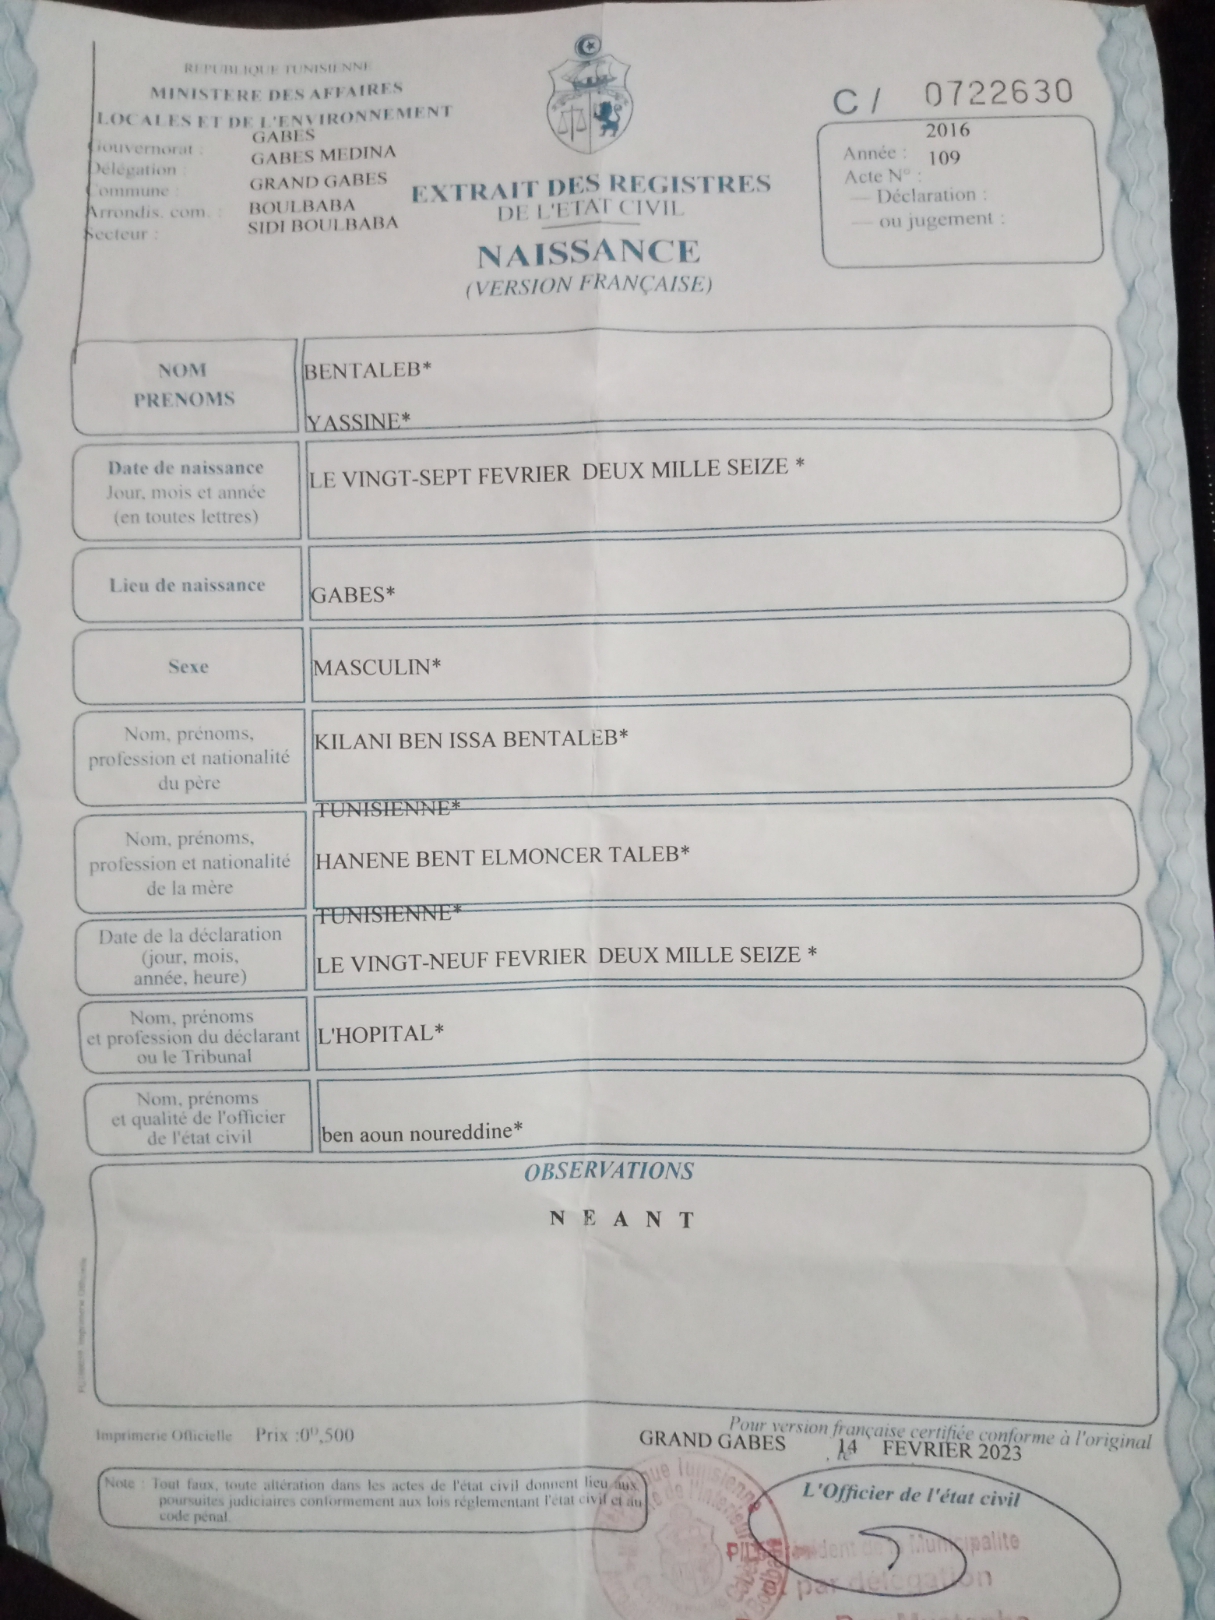 REPUBLIQUE TUNISIENNE
MINISTERE DES AFFAIRES
LOCALES ET DE L'ENVIRONNEMENT
Gouvernorat : GABES
Délégation : GABES MEDINA
Commune : GRAND GABES
Arrondis. com. : BOULBABA
Secteur : SIDI BOULBABA
EXTRAIT DES REGISTRES
DE L'ETAT CIVIL
NAISSANCE
(VERSION FRANÇAISE)
C/ 0722630
2016
Année : 109
Acte N° :
— Déclaration :
— ou jugement :
NOM
PRENOMS
BENTALEB*
YASSINE*
Date de naissance
Jour, mois et année
(en toutes lettres)
LE VINGT-SEPT FEVRIER DEUX MILLE SEIZE *
Lieu de naissance
GABES*
Sexe
MASCULIN*
Nom, prénoms,
profession et nationalité
du père
KILANI BEN ISSA BENTALEB*
TUNISIENNE*
Nom, prénoms,
profession et nationalité
de la mère
HANENE BENT ELMONCER TALEB*
TUNISIENNE*
Date de la déclaration
(jour, mois,
année, heure)
LE VINGT-NEUF FEVRIER DEUX MILLE SEIZE *
Nom, prénoms
et profession du déclarant
ou le Tribunal
L'HOPITAL*
Nom, prénoms
et qualité de l'officier
de l'état civil
ben aoun noureddine*
OBSERVATIONS
N E A N T
Imprimerie Officielle Prix :0ᴰ,500
Pour version française certifiée conforme à l'original
GRAND GABES , le 14 FEVRIER 2023
Note : Tout faux, toute altération dans les actes de l'état civil donnent lieu aux
poursuites judiciaires conformement aux lois réglementant l'état civil et au
code pénal.
L'Officier de l'état civil
Municipalite
par délégation